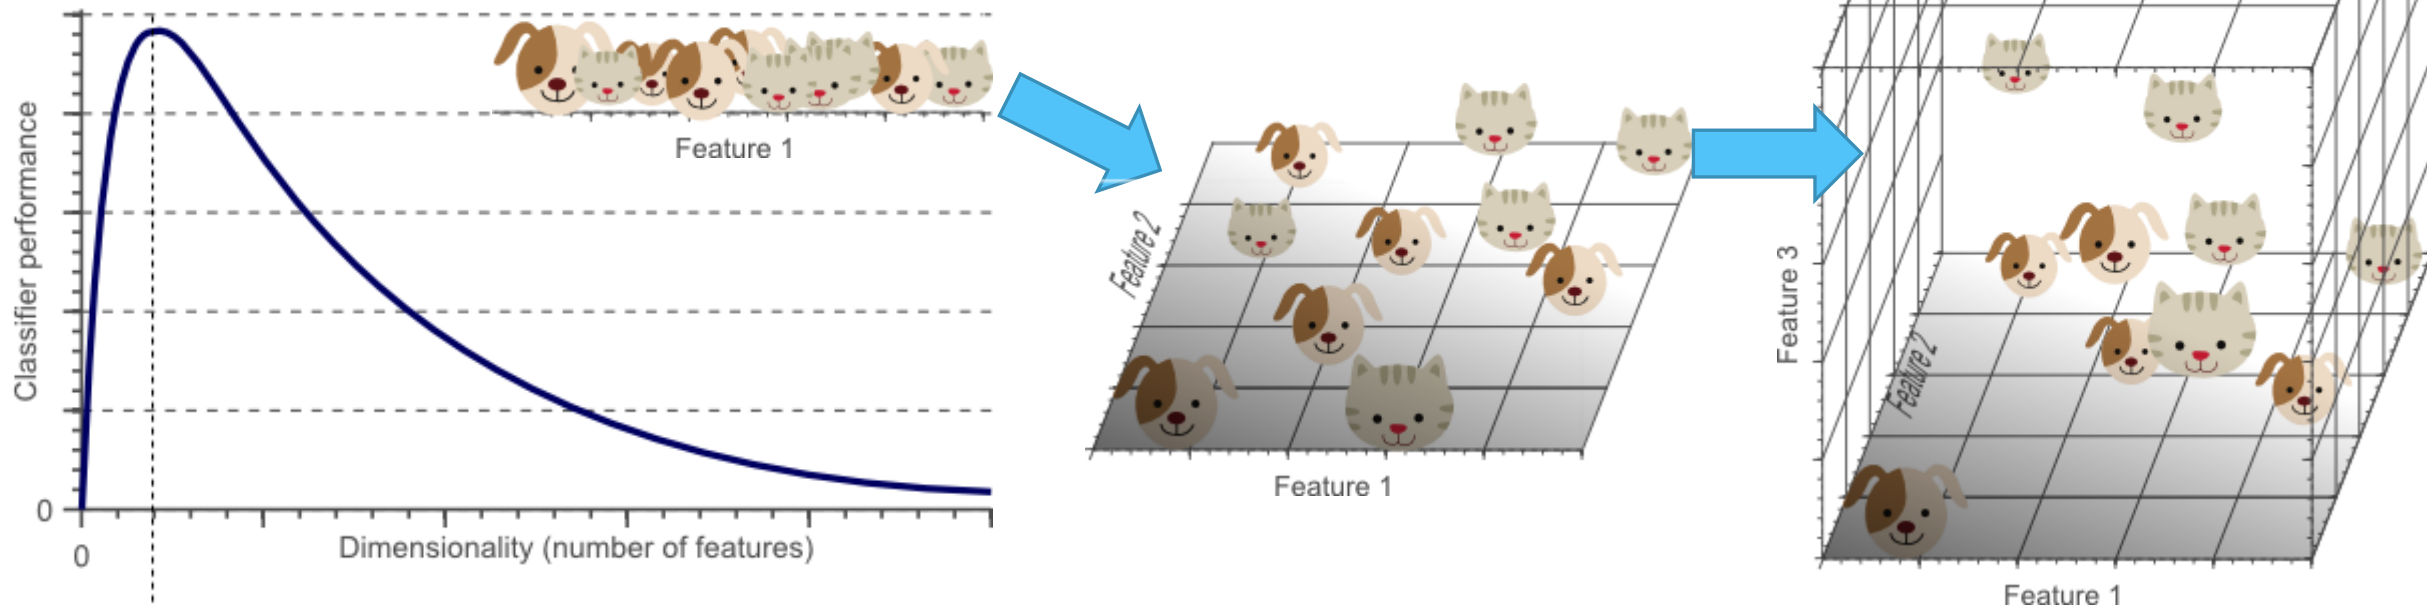 Classifier performance
0
0
Dimensionality (number of features)
Feature 1
Feature 2
Feature 1
Feature 3
Feature 2
Feature 1